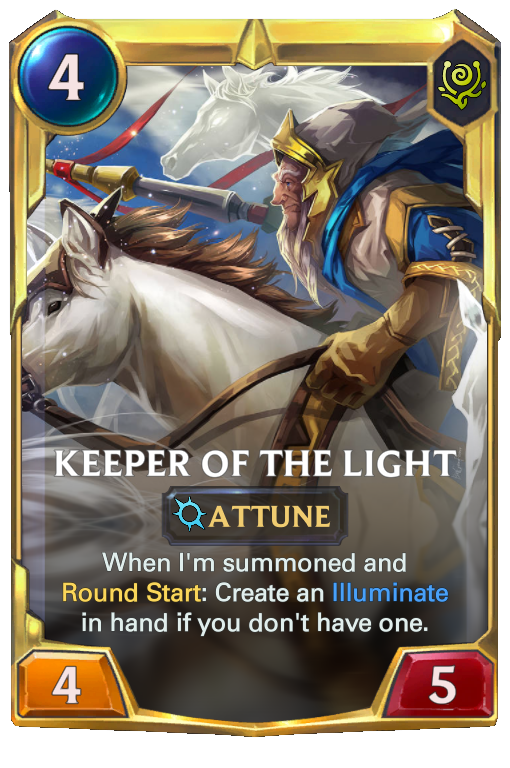 4
KEEPER OF THE LIGHT
ATTUNE
When I'm summoned and
Round Start: Create an Illuminate
in hand if you don't have one.
4
5